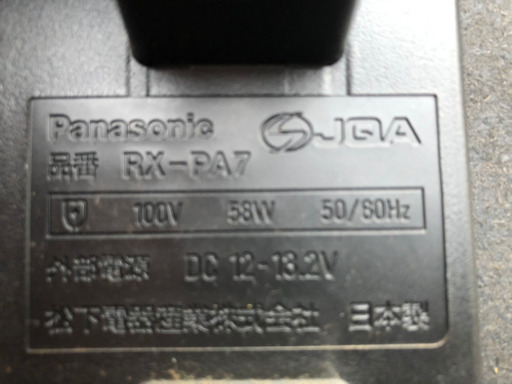 Panasonic JQA
品番 RX-PA7
100V 58W 50/60Hz
外部電源 DC 12-13.2V
松下電器産業株式会社 日本製